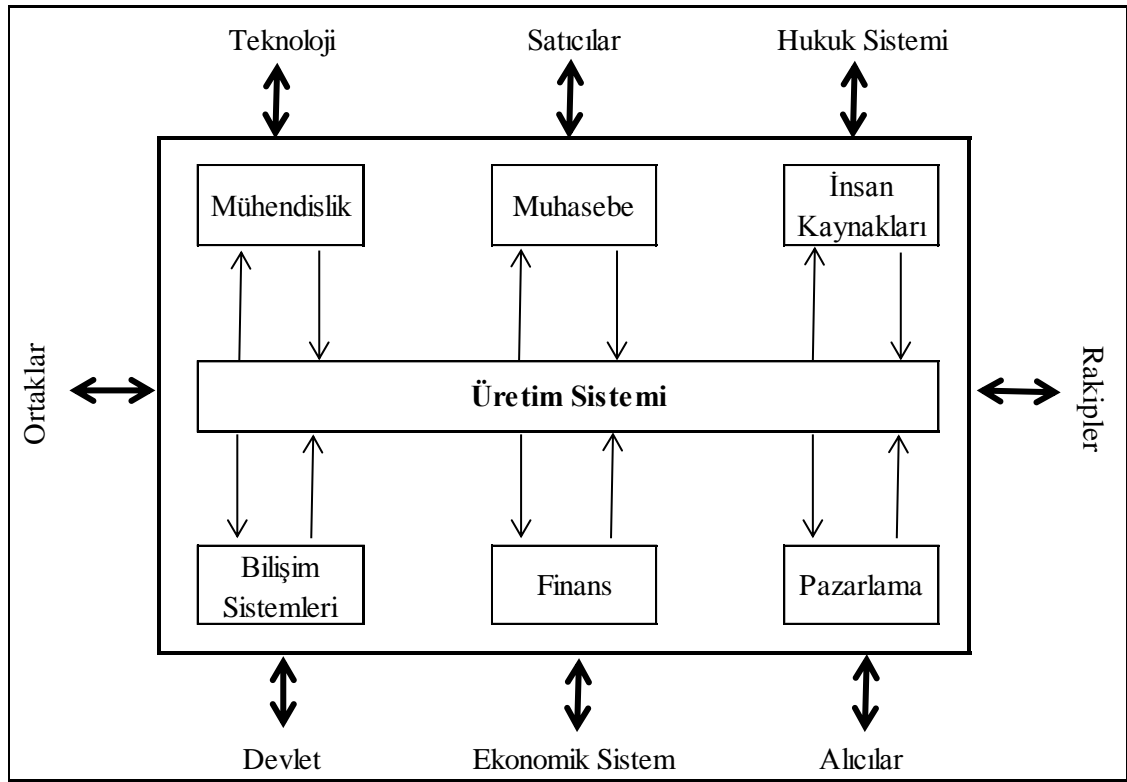 Teknoloji
Satıcılar
Hukuk Sistemi
Mühendislik
Muhasebe
İnsan
Kaynakları
Ortaklar
Üretim Sistemi
Rakipler
Bilişim
Sistemleri
Finans
Pazarlama
Devlet
Ekonomik Sistem
Alıcılar